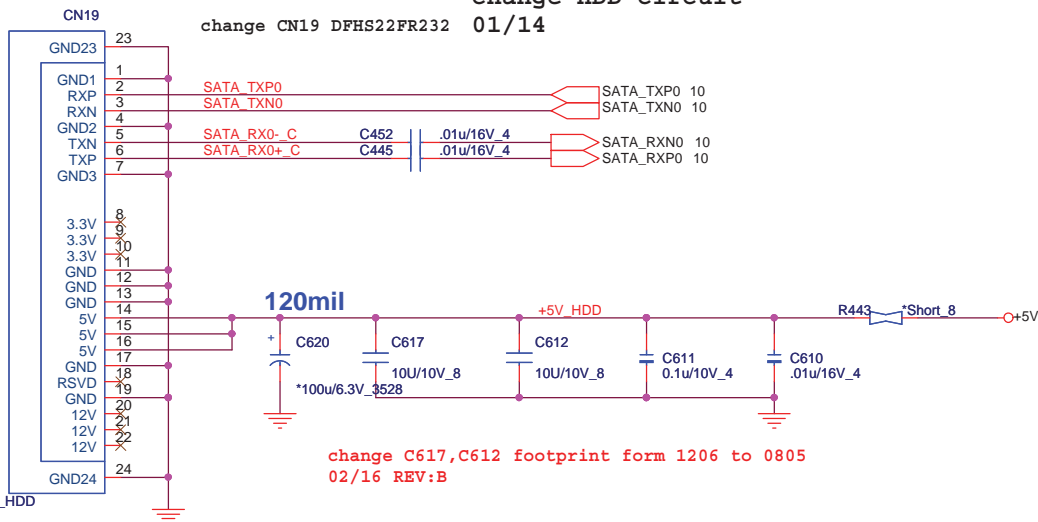 change HDD circuit
CN19
change CN19 DFHS22FR232 01/14
23
GND23
1
GND1
2
RXP
SATA_TXP0
SATA_TXP0 10
3
RXN
SATA_TXN0
SATA_TXN0 10
4
GND2
5
TXN
SATA_RX0-_C
C452
.01u/16V_4
SATA_RXN0 10
6
TXP
SATA_RX0+_C
C445
.01u/16V_4
SATA_RXP0 10
7
GND3
8
3.3V
9
3.3V
10
3.3V
11
GND
12
GND
13
GND
14
5V
15
5V
16
5V
17
GND
18
RSVD
19
GND
20
12V
21
12V
22
12V
24
GND24
_HDD
120mil
+5V_HDD
R443
*Short_8
+5V
+
C620
*100u/6.3V_3528
C617
10U/10V_8
C612
10U/10V_8
C611
0.1u/10V_4
C610
.01u/16V_4
change C617,C612 footprint form 1206 to 0805
02/16 REV:B